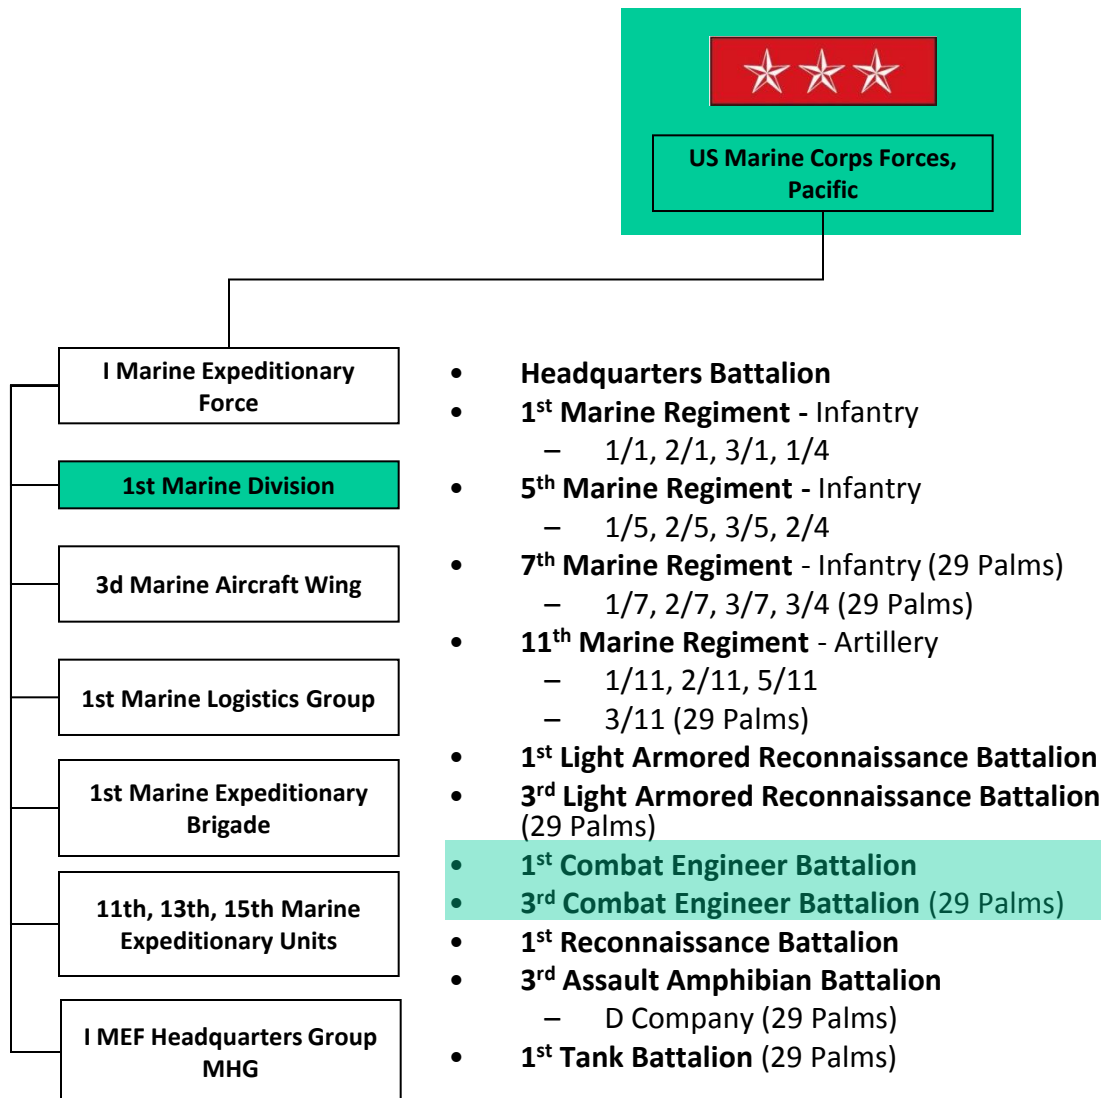 US Marine Corps Forces,
Pacific
I Marine Expeditionary
Force
1st Marine Division
3d Marine Aircraft Wing
1st Marine Logistics Group
1st Marine Expeditionary
Brigade
11th, 13th, 15th Marine
Expeditionary Units
I MEF Headquarters Group
MHG
• Headquarters Battalion
• 1st Marine Regiment - Infantry
– 1/1, 2/1, 3/1, 1/4
• 5th Marine Regiment - Infantry
– 1/5, 2/5, 3/5, 2/4
• 7th Marine Regiment - Infantry (29 Palms)
– 1/7, 2/7, 3/7, 3/4 (29 Palms)
• 11th Marine Regiment - Artillery
– 1/11, 2/11, 5/11
– 3/11 (29 Palms)
• 1st Light Armored Reconnaissance Battalion
• 3rd Light Armored Reconnaissance Battalion
(29 Palms)
• 1st Combat Engineer Battalion
• 3rd Combat Engineer Battalion (29 Palms)
• 1st Reconnaissance Battalion
• 3rd Assault Amphibian Battalion
– D Company (29 Palms)
• 1st Tank Battalion (29 Palms)